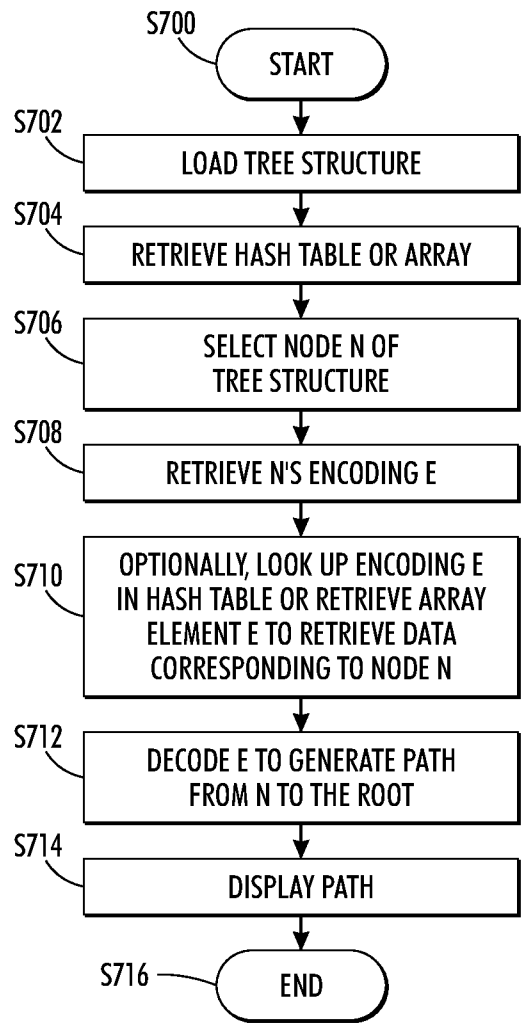 S700
START
S702
LOAD TREE STRUCTURE
S704
RETRIEVE HASH TABLE OR ARRAY
S706
SELECT NODE N OF
TREE STRUCTURE
S708
RETRIEVE N'S ENCODING E
S710
OPTIONALLY, LOOK UP ENCODING E
IN HASH TABLE OR RETRIEVE ARRAY
ELEMENT E TO RETRIEVE DATA
CORRESPONDING TO NODE N
S712
DECODE E TO GENERATE PATH
FROM N TO THE ROOT
S714
DISPLAY PATH
S716
END